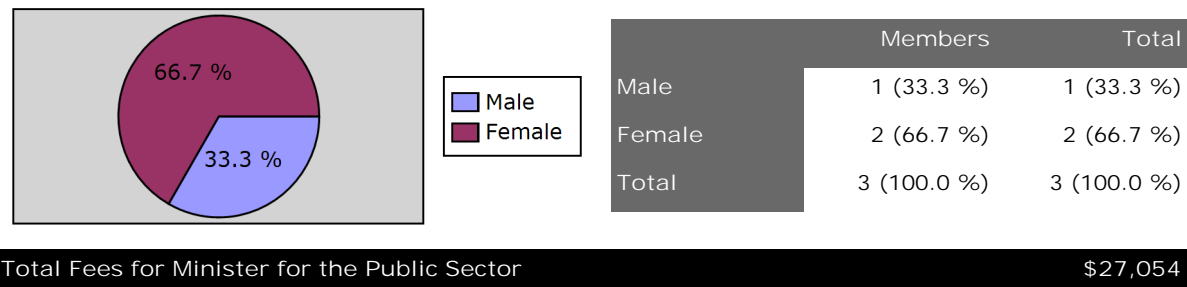 66.7 %
33.3 %
Male
Female
Members Total
Male 1 (33.3 %) 1 (33.3 %)
Female 2 (66.7 %) 2 (66.7 %)
Total 3 (100.0 %) 3 (100.0 %)
Total Fees for Minister for the Public Sector $27,054